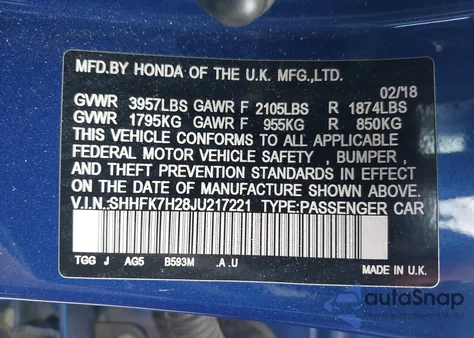 MFD.BY HONDA OF THE U.K. MFG.,LTD.
02/'18
GVWR 3957LBS GAWR F 2105LBS R 1874LBS
GVWR 1795KG GAWR F 955KG R 850KG
THIS VEHICLE CONFORMS TO ALL APPLICABLE
FEDERAL MOTOR VEHICLE SAFETY , BUMPER ,
AND THEFT PREVENTION STANDARDS IN EFFECT
ON THE DATE OF MANUFACTURE SHOWN ABOVE.
V.I.N.:SHHFK7H28JU217221 TYPE:PASSENGER CAR
TGG J AG5 B593M .A .U
MADE IN U.K.
autoSnap